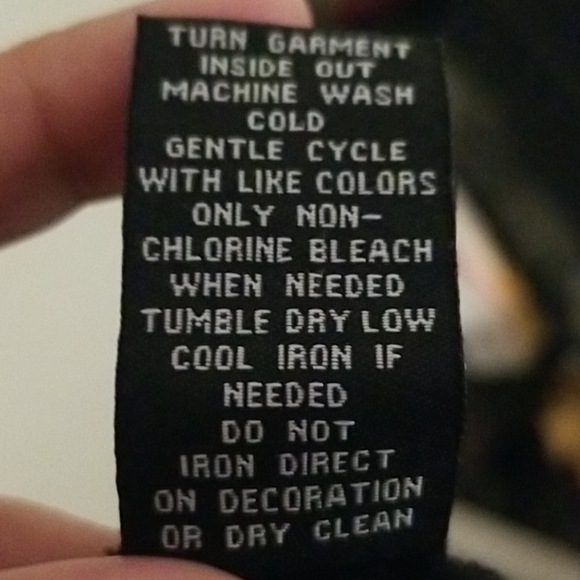 TURN GARMENT
INSIDE OUT
MACHINE WASH
COLD
GENTLE CYCLE
WITH LIKE COLORS
ONLY NON-
CHLORINE BLEACH
WHEN NEEDED
TUMBLE DRY LOW
COOL IRON IF
NEEDED
DO NOT
IRON DIRECT
ON DECORATION
OR DRY CLEAN